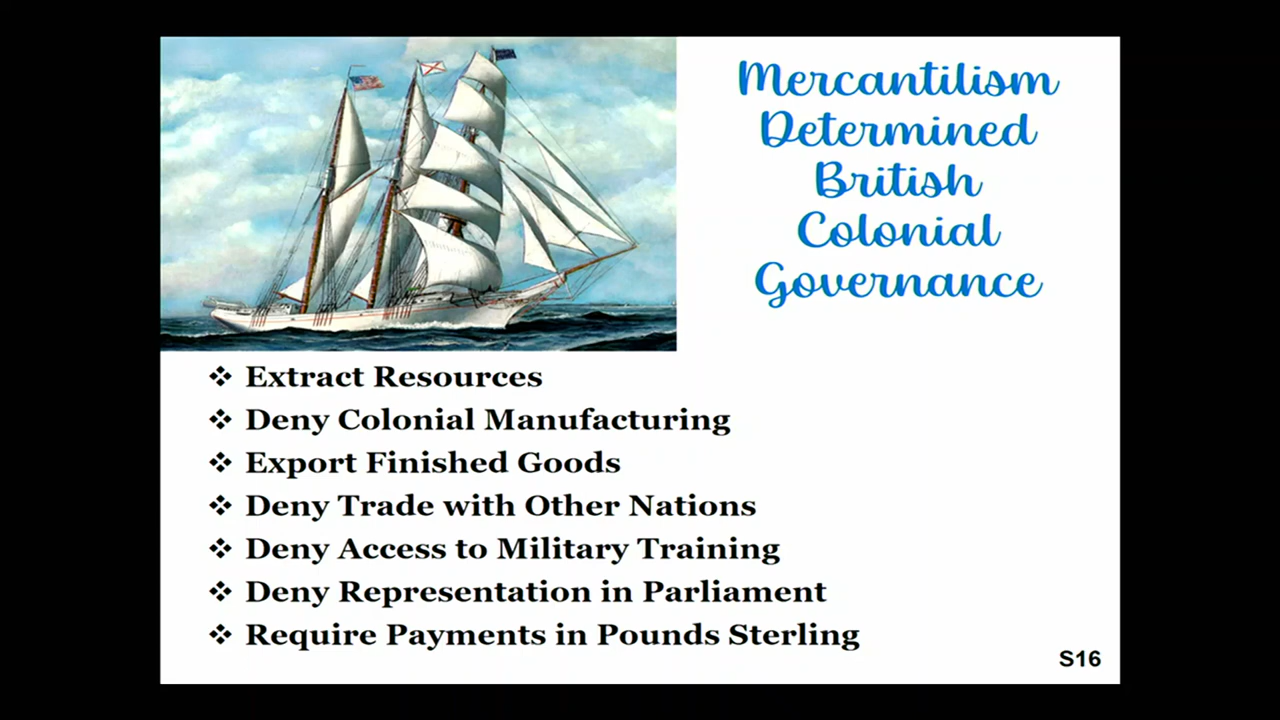 Mercantilism
Determined
British
Colonial
Governance
❖ Extract Resources
❖ Deny Colonial Manufacturing
❖ Export Finished Goods
❖ Deny Trade with Other Nations
❖ Deny Access to Military Training
❖ Deny Representation in Parliament
❖ Require Payments in Pounds Sterling
S16